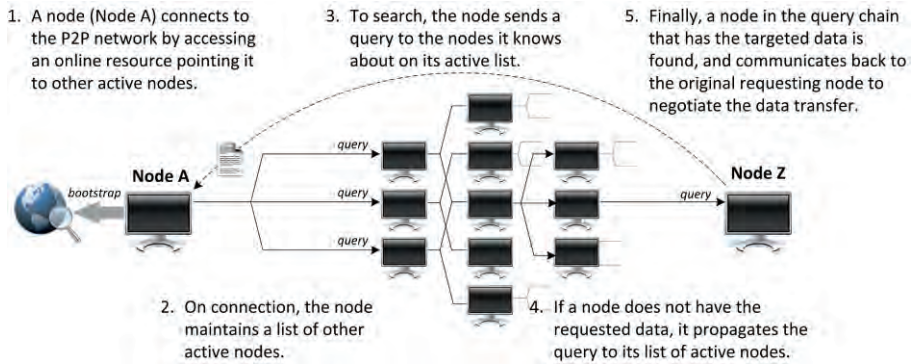 1. A node (Node A) connects to
the P2P network by accessing
an online resource pointing it
to other active nodes.
3. To search, the node sends a
query to the nodes it knows
about on its active list.
5. Finally, a node in the query chain
that has the targeted data is
found, and communicates back to
the original requesting node to
negotiate the data transfer.
query
Node A
Node Z
bootstrap
query
query
query
2. On connection, the node
maintains a list of other
active nodes.
4. If a node does not have the
requested data, it propagates the
query to its list of active nodes.